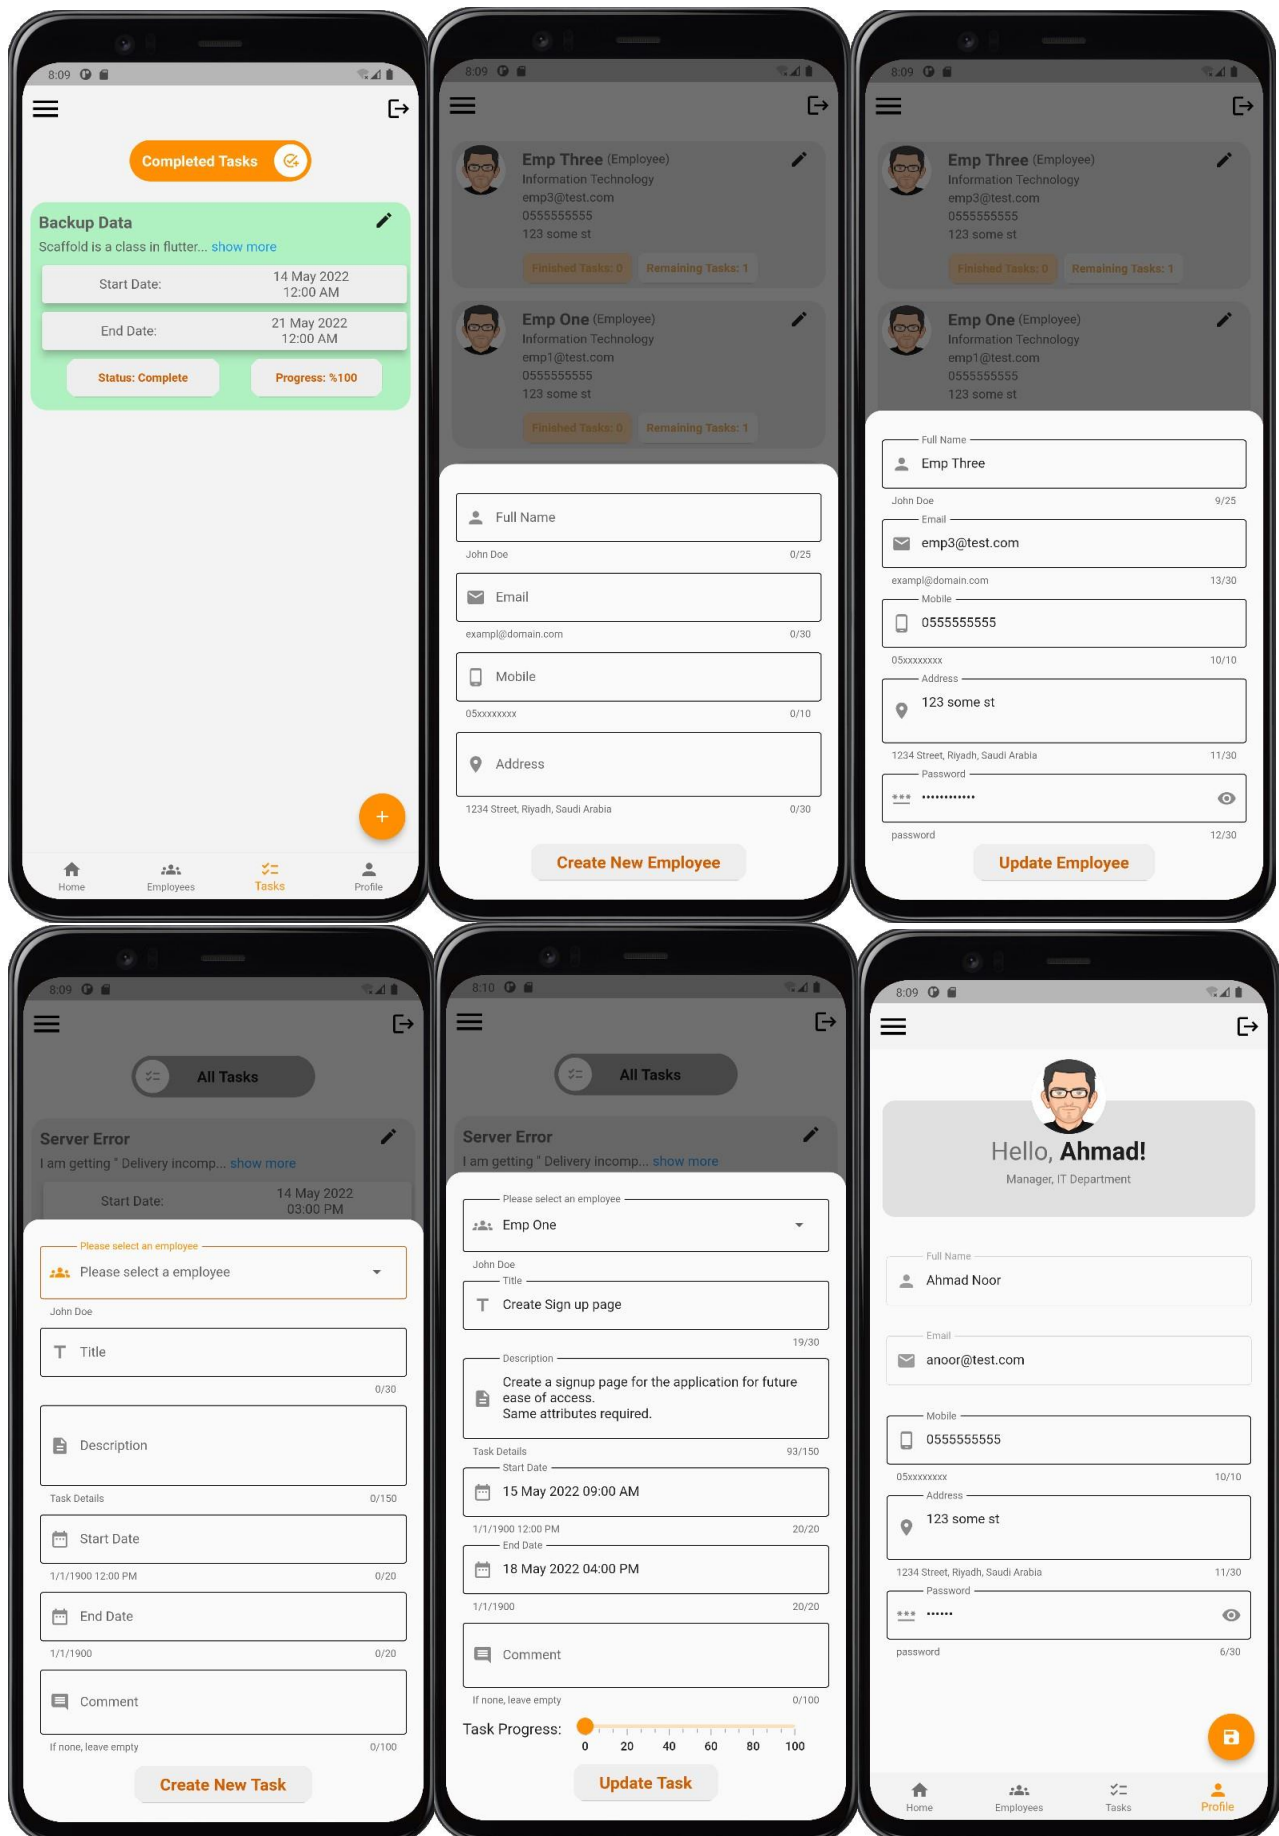 8:09
Completed Tasks
Backup Data
Scaffold is a class in flutter... show more
Start Date:
14 May 2022
12:00 AM
End Date:
21 May 2022
12:00 AM
Status: Complete
Progress: %100
+
Home
Employees
Tasks
Profile
8:09
Emp Three (Employee)
Information Technology
emp3@test.com
0555555555
123 some st
Finished Tasks: 0
Remaining Tasks: 1
Emp One (Employee)
Information Technology
emp1@test.com
0555555555
123 some st
Finished Tasks: 0
Remaining Tasks: 1
Full Name
John Doe
0/25
Email
exampl@domain.com
0/30
Mobile
05xxxxxxxx
0/10
Address
1234 Street, Riyadh, Saudi Arabia
0/30
Create New Employee
8:09
Emp Three (Employee)
Information Technology
emp3@test.com
0555555555
123 some st
Finished Tasks: 0
Remaining Tasks: 1
Emp One (Employee)
Information Technology
emp1@test.com
0555555555
123 some st
Full Name
Emp Three
John Doe
9/25
Email
emp3@test.com
exampl@domain.com
13/30
Mobile
0555555555
05xxxxxxxx
10/10
Address
123 some st
1234 Street, Riyadh, Saudi Arabia
11/30
Password
••••••••••••
password
12/30
Update Employee
8:09
All Tasks
Server Error
I am getting " Delivery incomp... show more
Start Date:
14 May 2022
03:00 PM
Please select an employee
Please select a employee
John Doe
Title
0/30
Description
Task Details
0/150
Start Date
1/1/1900 12:00 PM
0/20
End Date
1/1/1900
0/20
Comment
If none, leave empty
0/100
Create New Task
8:10
All Tasks
Server Error
I am getting " Delivery incomp... show more
Please select an employee
Emp One
John Doe
Title
Create Sign up page
19/30
Description
Create a signup page for the application for future
ease of access.
Same attributes required.
Task Details
93/150
Start Date
15 May 2022 09:00 AM
1/1/1900 12:00 PM
20/20
End Date
18 May 2022 04:00 PM
1/1/1900
20/20
Comment
If none, leave empty
0/100
Task Progress:
0 20 40 60 80 100
Update Task
8:09
Hello, Ahmad!
Manager, IT Department
Full Name
Ahmad Noor
Email
anoor@test.com
Mobile
0555555555
05xxxxxxxx
10/10
Address
123 some st
1234 Street, Riyadh, Saudi Arabia
11/30
Password
••••••
password
6/30
Home
Employees
Tasks
Profile